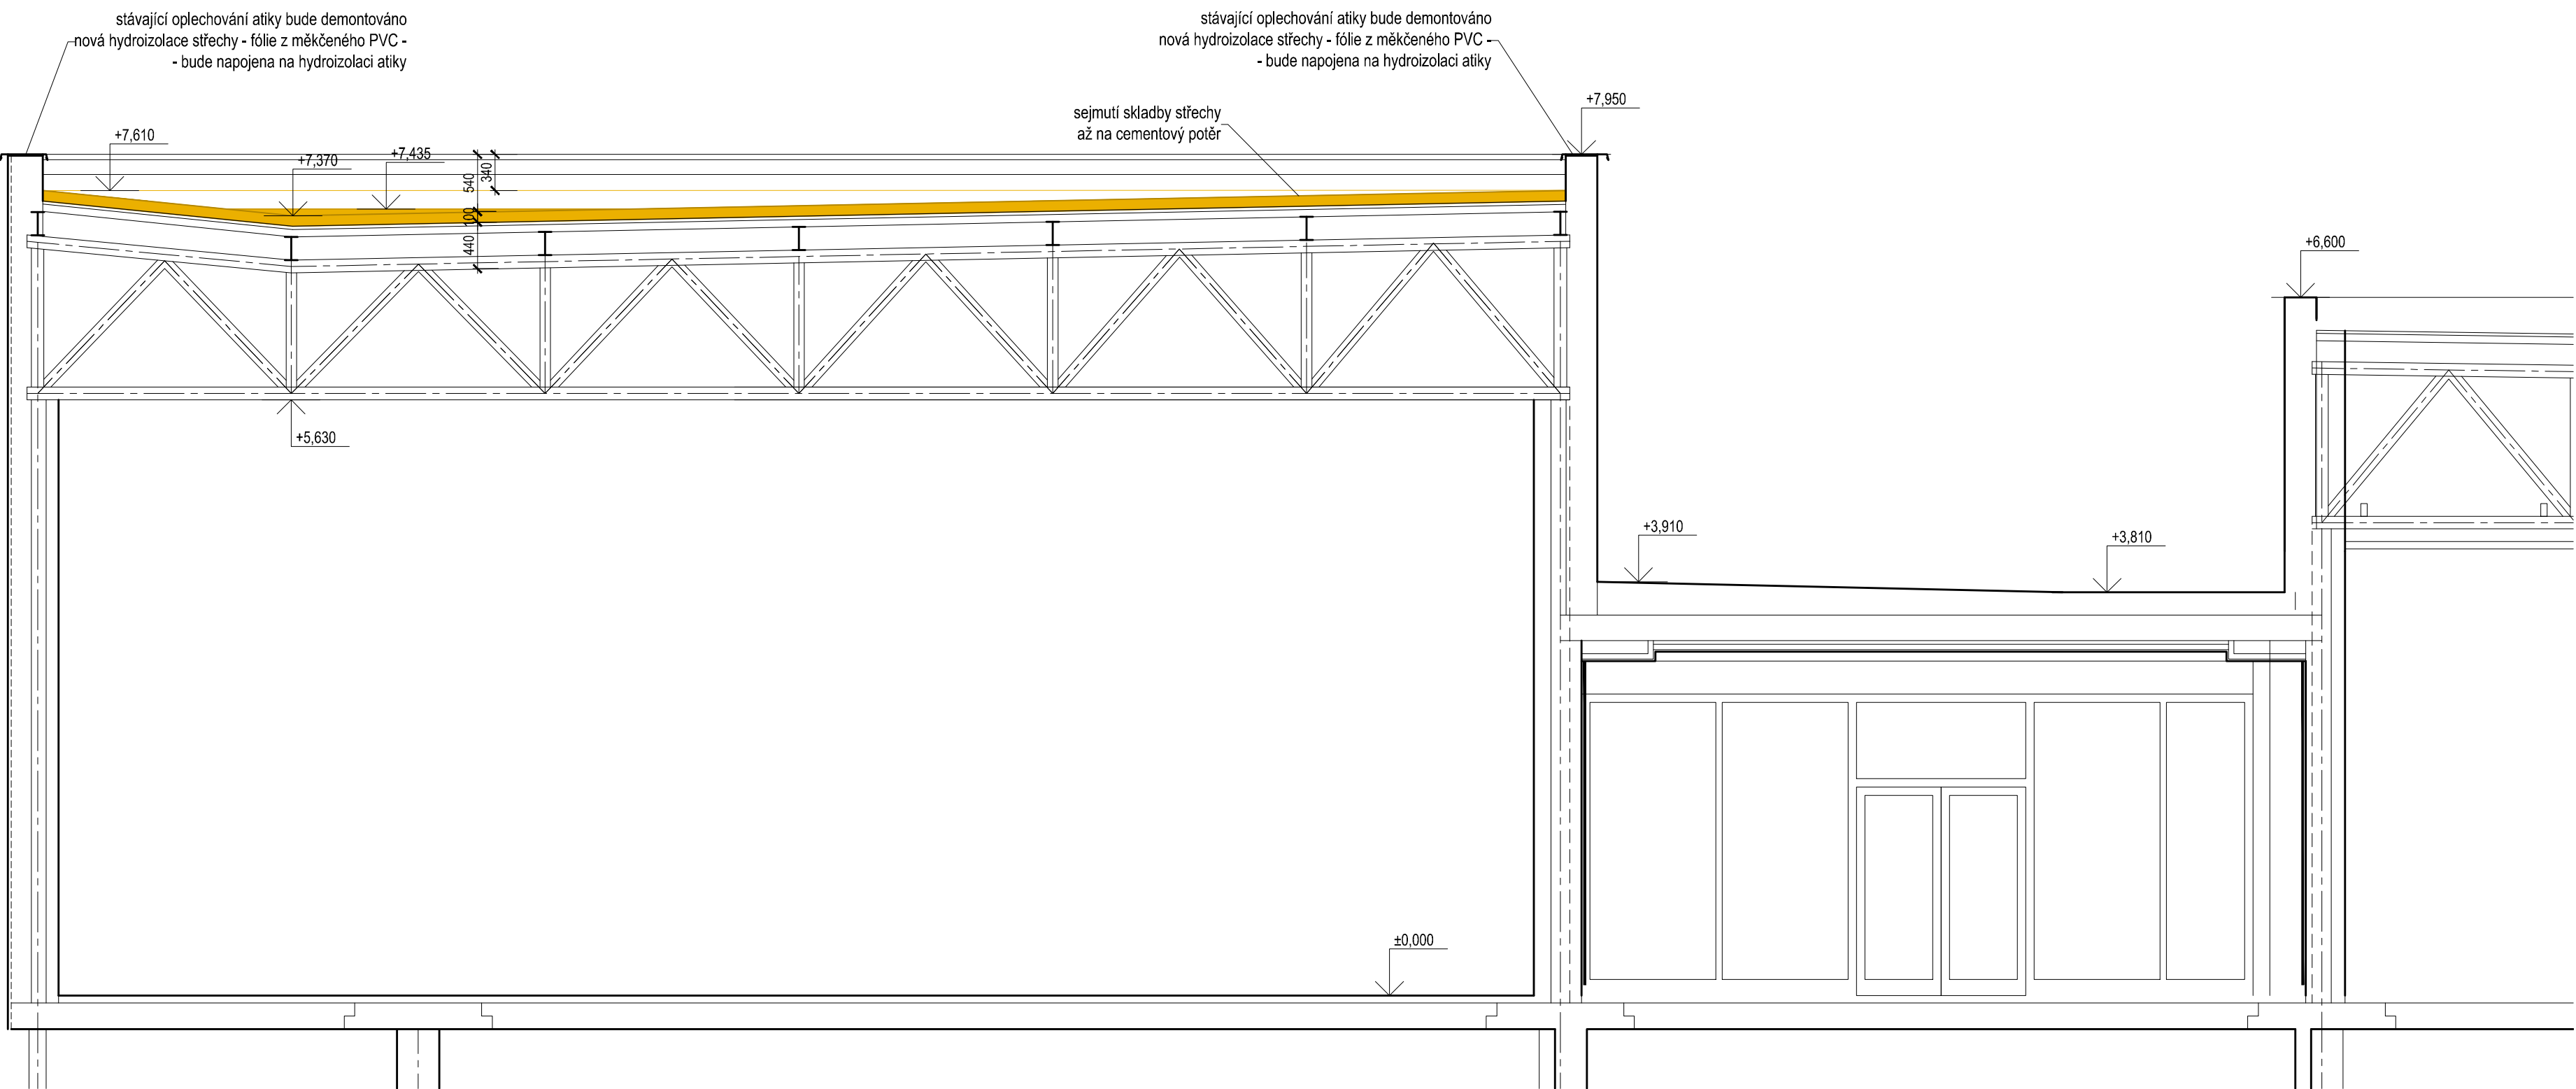 stávající oplechování atiky bude demontováno
nová hydroizolace střechy - fólie z měkčeného PVC -
- bude napojena na hydroizolaci atiky
stávající oplechování atiky bude demontováno
nová hydroizolace střechy - fólie z měkčeného PVC -
- bude napojena na hydroizolaci atiky
sejmutí skladby střechy
až na cementový potěr
+7,950
+7,610
+7,370
+7,435
340
540
100
440
+6,600
+5,630
+3,910
+3,810
±0,000